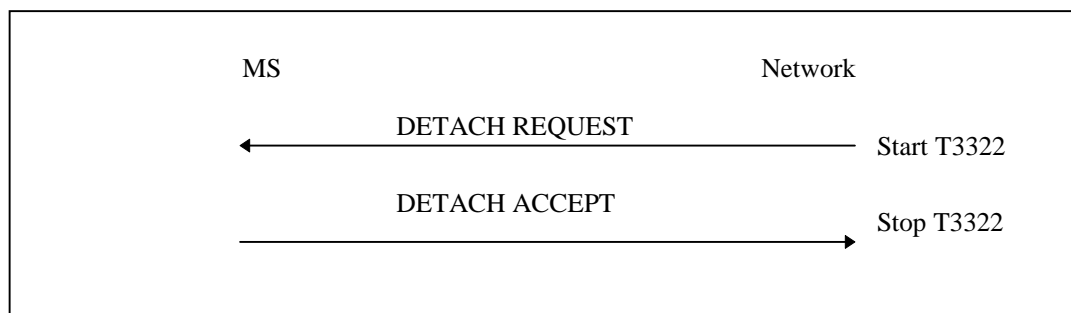 MS Network
DETACH REQUEST
Start T3322
DETACH ACCEPT
Stop T3322